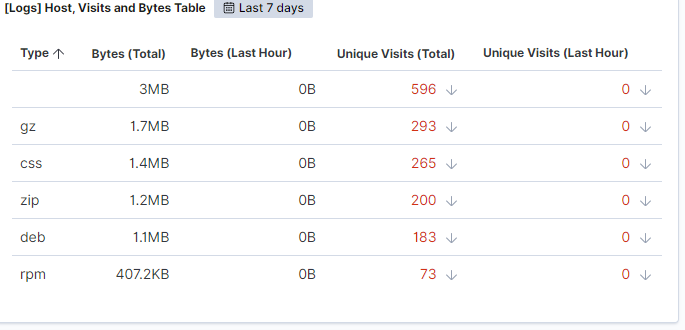 [Logs] Host, Visits and Bytes Table Last 7 days
Type Bytes (Total) Bytes (Last Hour) Unique Visits (Total) Unique Visits (Last Hour)
3MB 0B 596 0
gz 1.7MB 0B 293 0
css 1.4MB 0B 265 0
zip 1.2MB 0B 200 0
deb 1.1MB 0B 183 0
rpm 407.2KB 0B 73 0